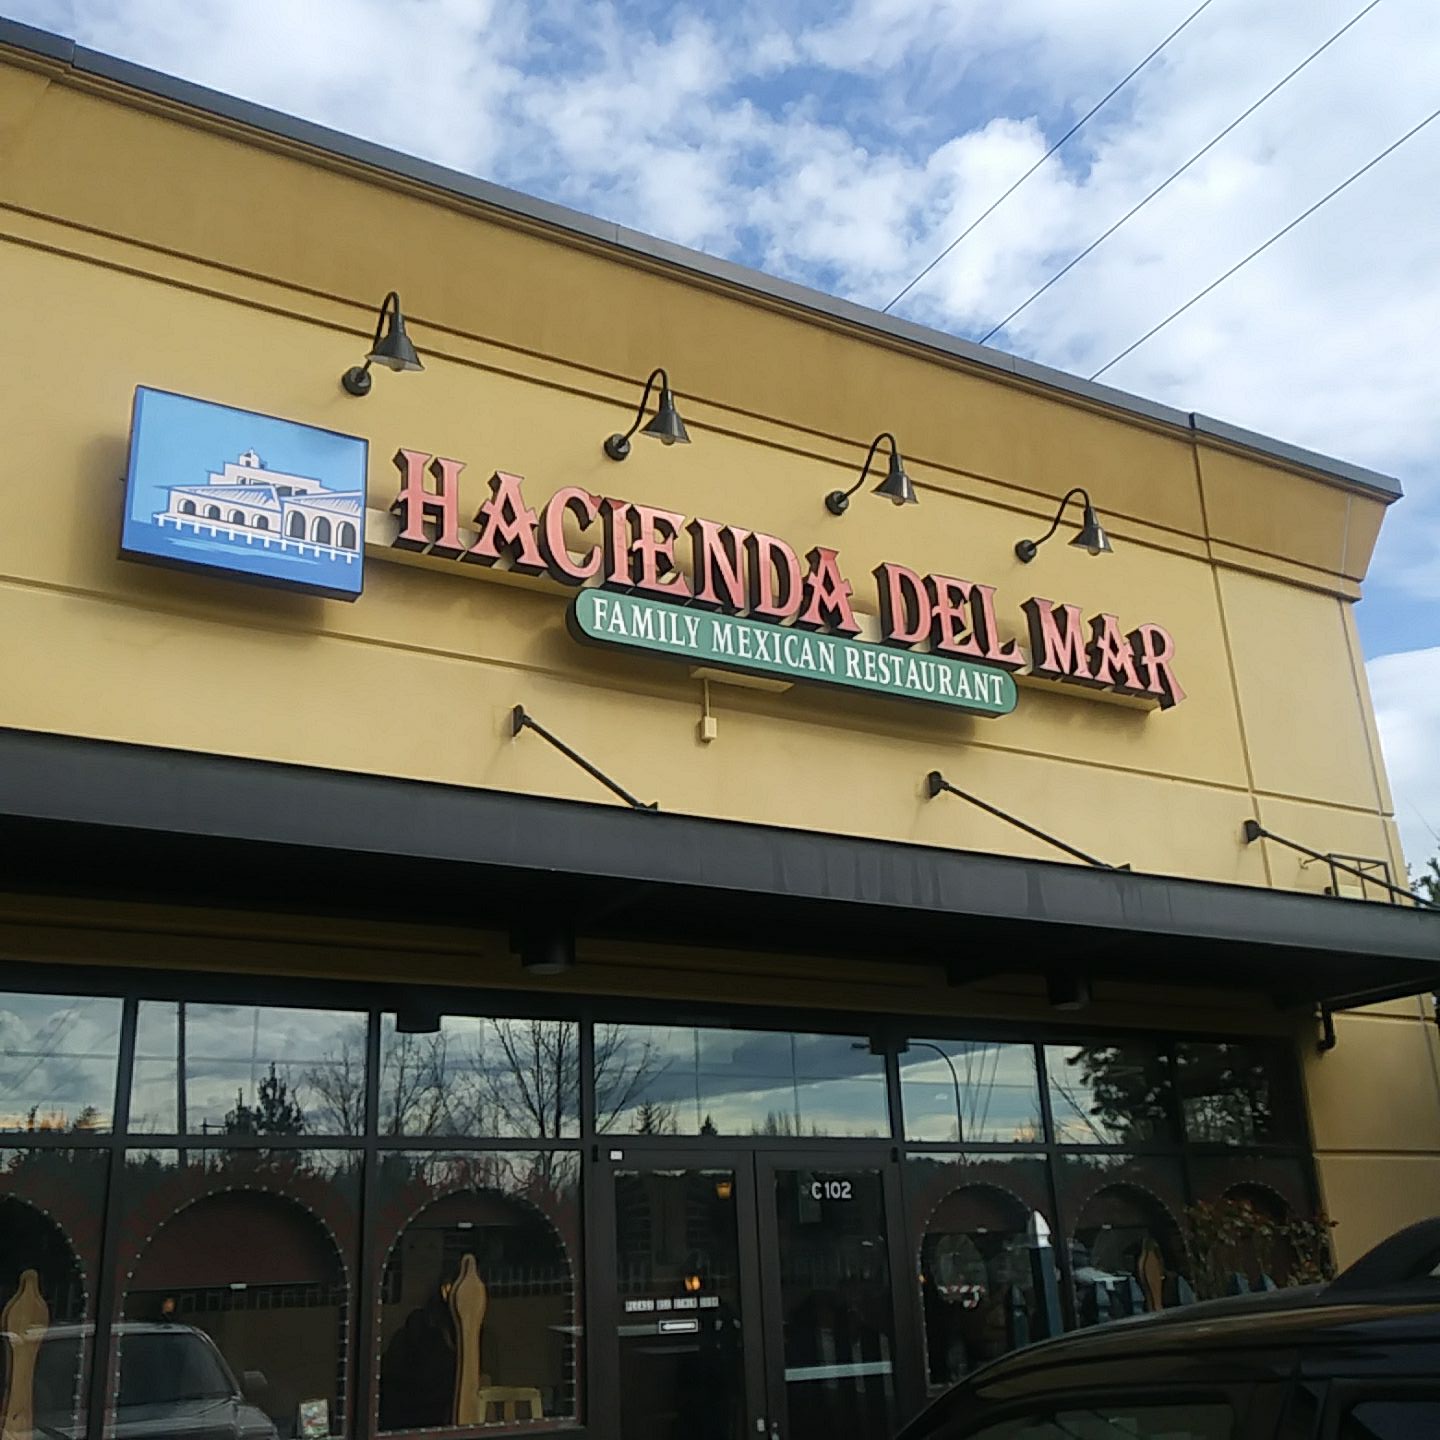 HACIENDA DEL MAR
FAMILY MEXICAN RESTAURANT
C102